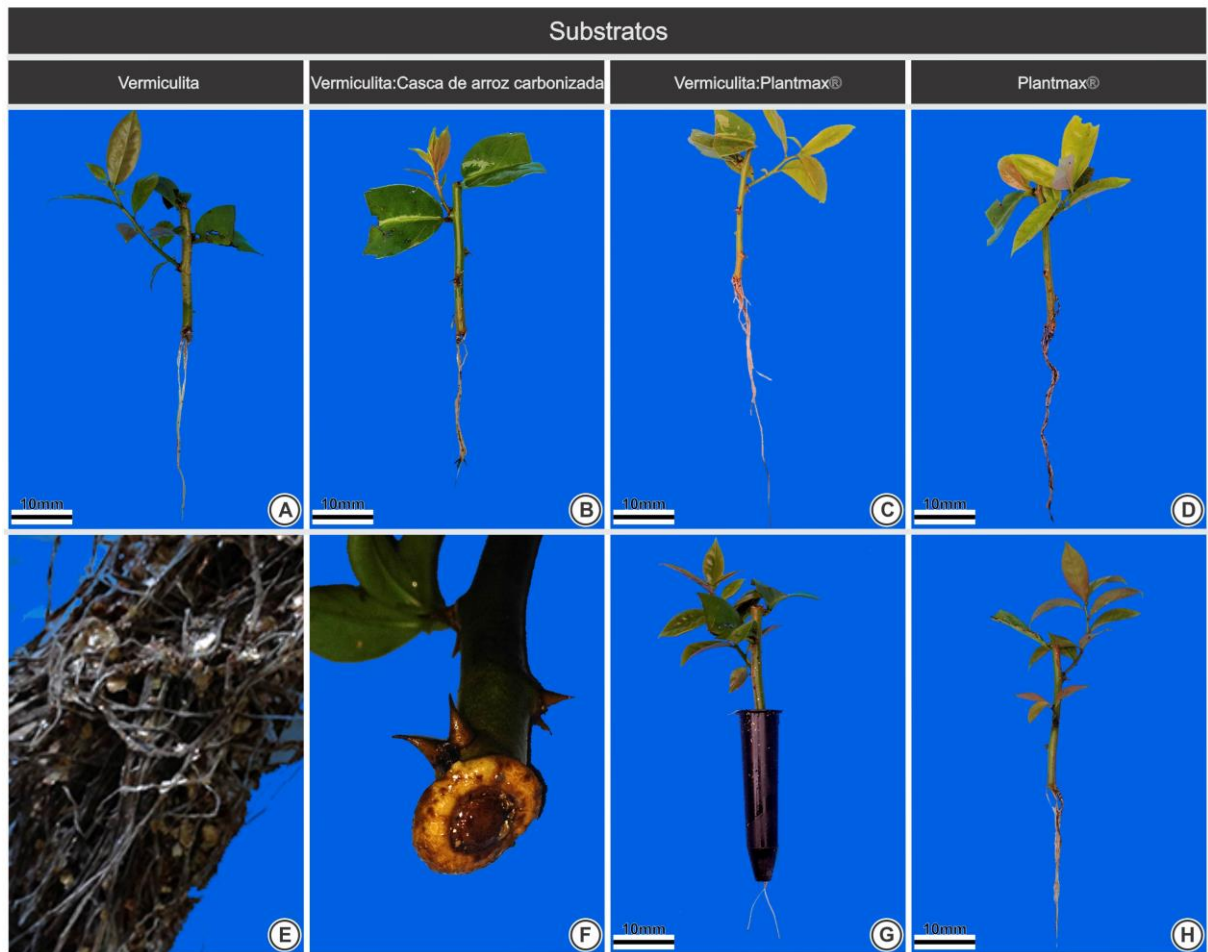 Substratos
Vermiculita
Vermiculita:Casca de arroz carbonizada
Vermiculita:Plantmax®
Plantmax®
10mm
A
10mm
B
10mm
C
10mm
D
E
F
10mm
G
10mm
H